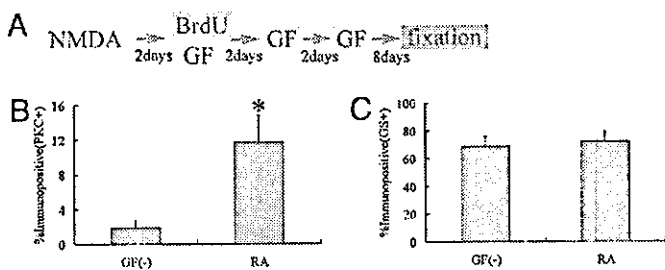 A
NMDA 2days BrdU GF 2days GF 2days GF 8days fixation
B
%Immunopositive(PKC+)
16
12
8
4
0
*
GF(-) RA
C
%Immunopositive(GS+)
100
80
60
40
20
0
GF(-) RA